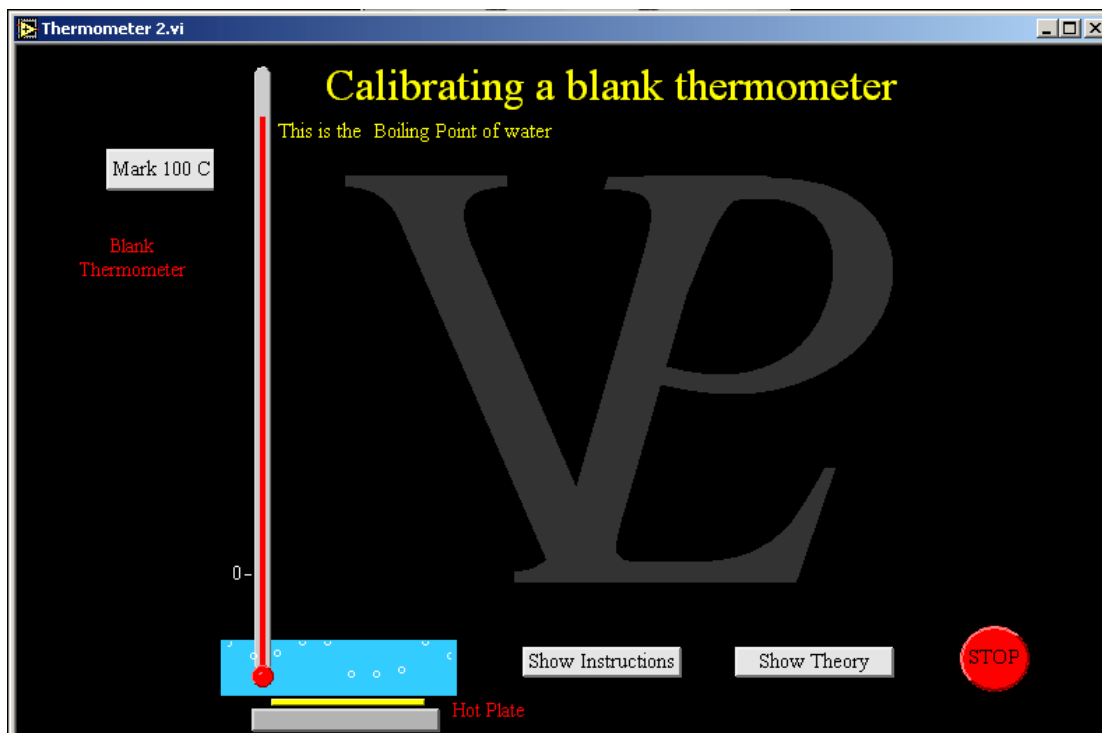 Thermometer 2.vi
Calibrating a blank thermometer
This is the Boiling Point of water
Mark 100 C
Blank
Thermometer
0-
Show Instructions
Show Theory
STOP
Hot Plate
VPL